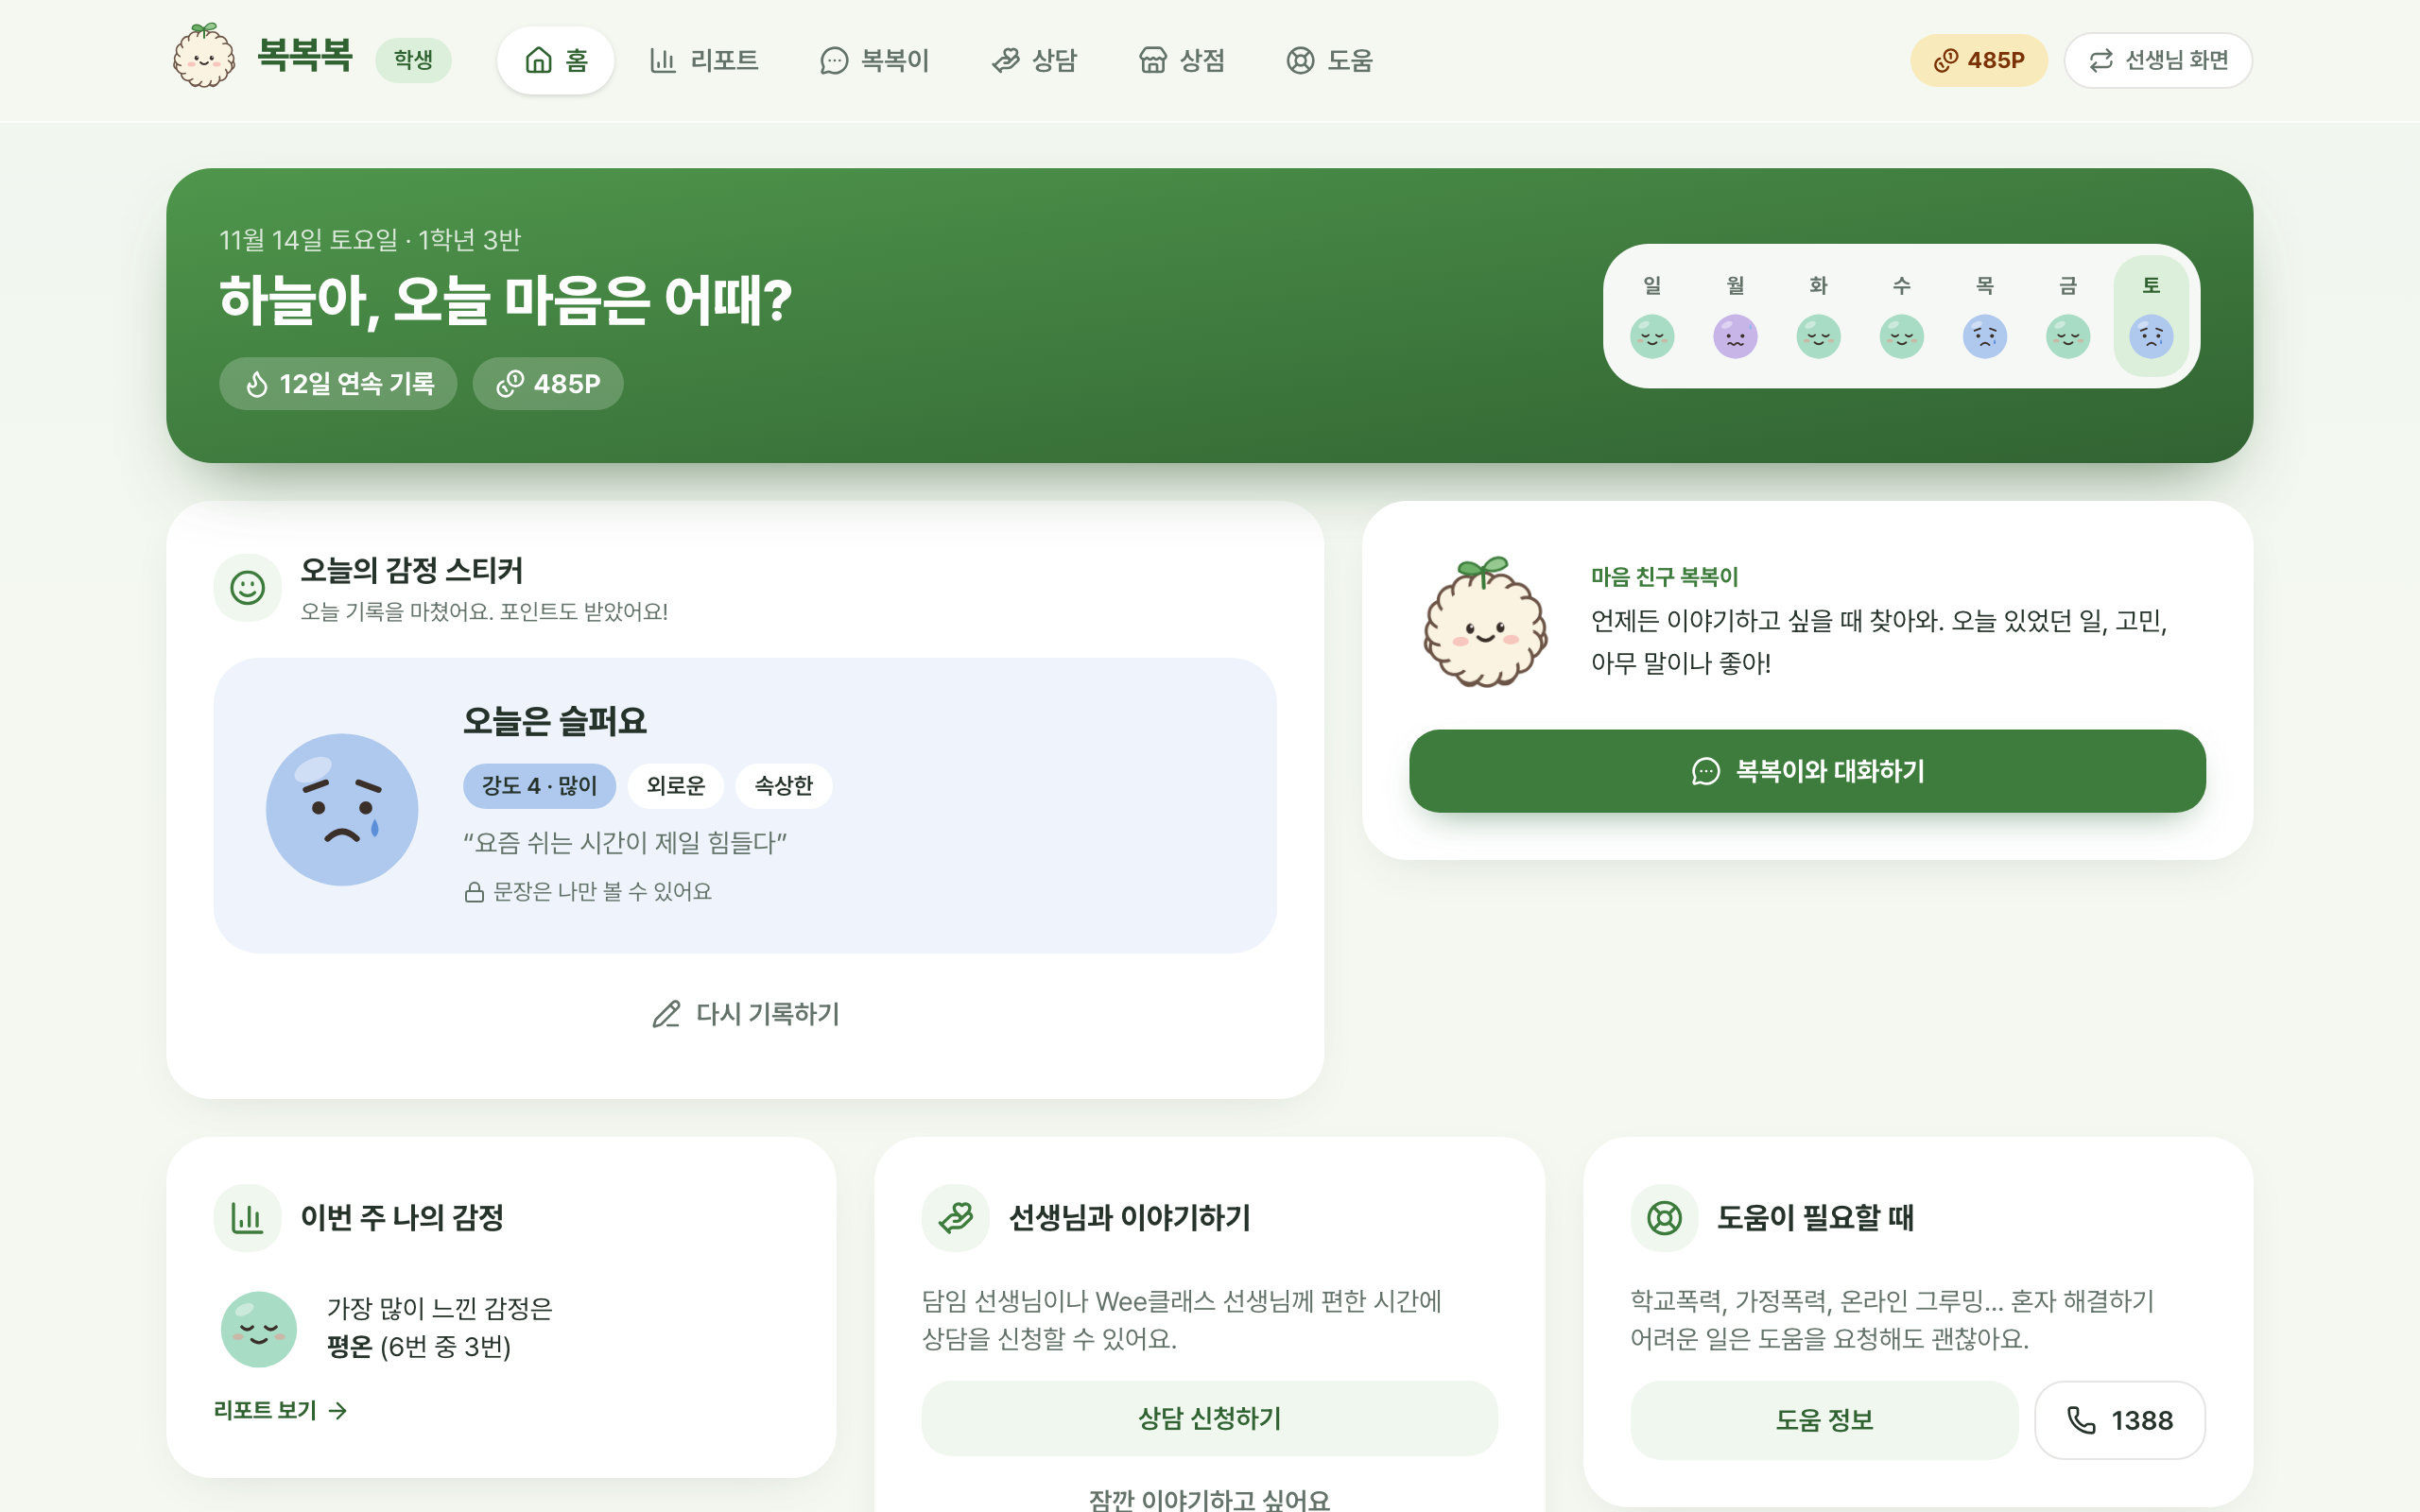 복복복
학생
홈
리포트
복복이
상담
상점
도움
485P
선생님 화면
11월 14일 토요일 · 1학년 3반
하늘아, 오늘 마음은 어때?
12일 연속 기록
485P
일 월 화 수 목 금 토
오늘의 감정 스티커
오늘 기록을 마쳤어요. 포인트도 받았어요!
오늘은 슬퍼요
강도 4 · 많이
외로운
속상한
“요즘 쉬는 시간이 제일 힘들다”
문장은 나만 볼 수 있어요
다시 기록하기
마음 친구 복복이
언제든 이야기하고 싶을 때 찾아와. 오늘 있었던 일, 고민,
아무 말이나 좋아!
복복이와 대화하기
이번 주 나의 감정
가장 많이 느낀 감정은
평온 (6번 중 3번)
리포트 보기
선생님과 이야기하기
담임 선생님이나 Wee클래스 선생님께 편한 시간에
상담을 신청할 수 있어요.
상담 신청하기
잠깐 이야기하고 싶어요
도움이 필요할 때
학교폭력, 가정폭력, 온라인 그루밍... 혼자 해결하기
어려운 일은 도움을 요청해도 괜찮아요.
도움 정보
1388